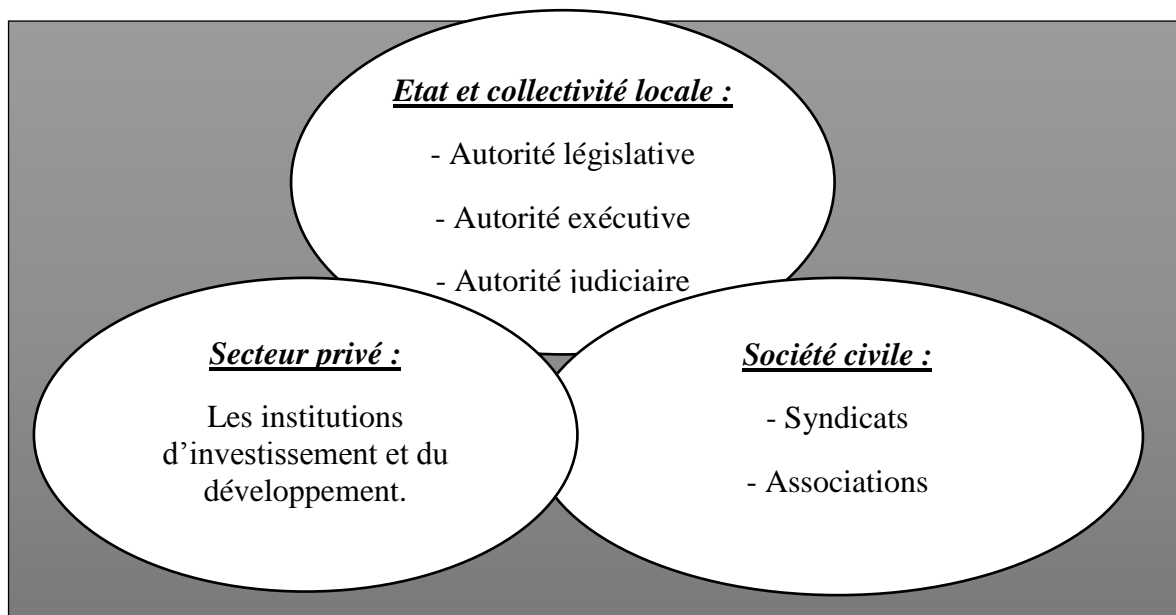 Etat et collectivité locale :
- Autorité législative
- Autorité exécutive
- Autorité judiciaire
Secteur privé :
Les institutions
d’investissement et du
développement.
Société civile :
- Syndicats
- Associations